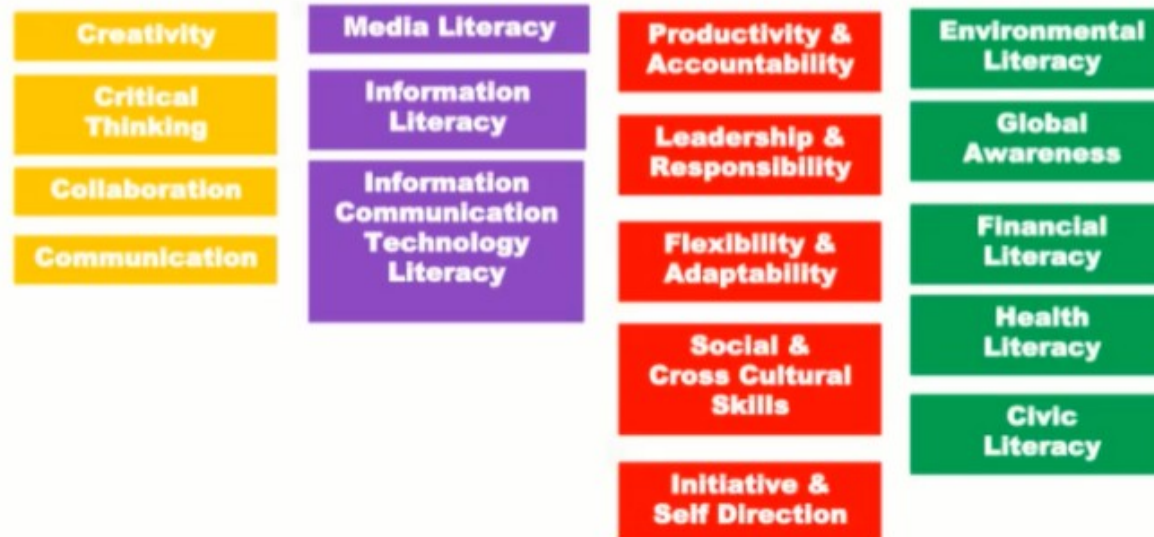 Creativity
Critical
Thinking
Collaboration
Communication
Media Literacy
Information
Literacy
Information
Communication
Technology
Literacy
Productivity &
Accountability
Leadership &
Responsibility
Flexibility &
Adaptability
Social &
Cross Cultural
Skills
Initiative &
Self Direction
Environmental
Literacy
Global
Awareness
Financial
Literacy
Health
Literacy
Civic
Literacy